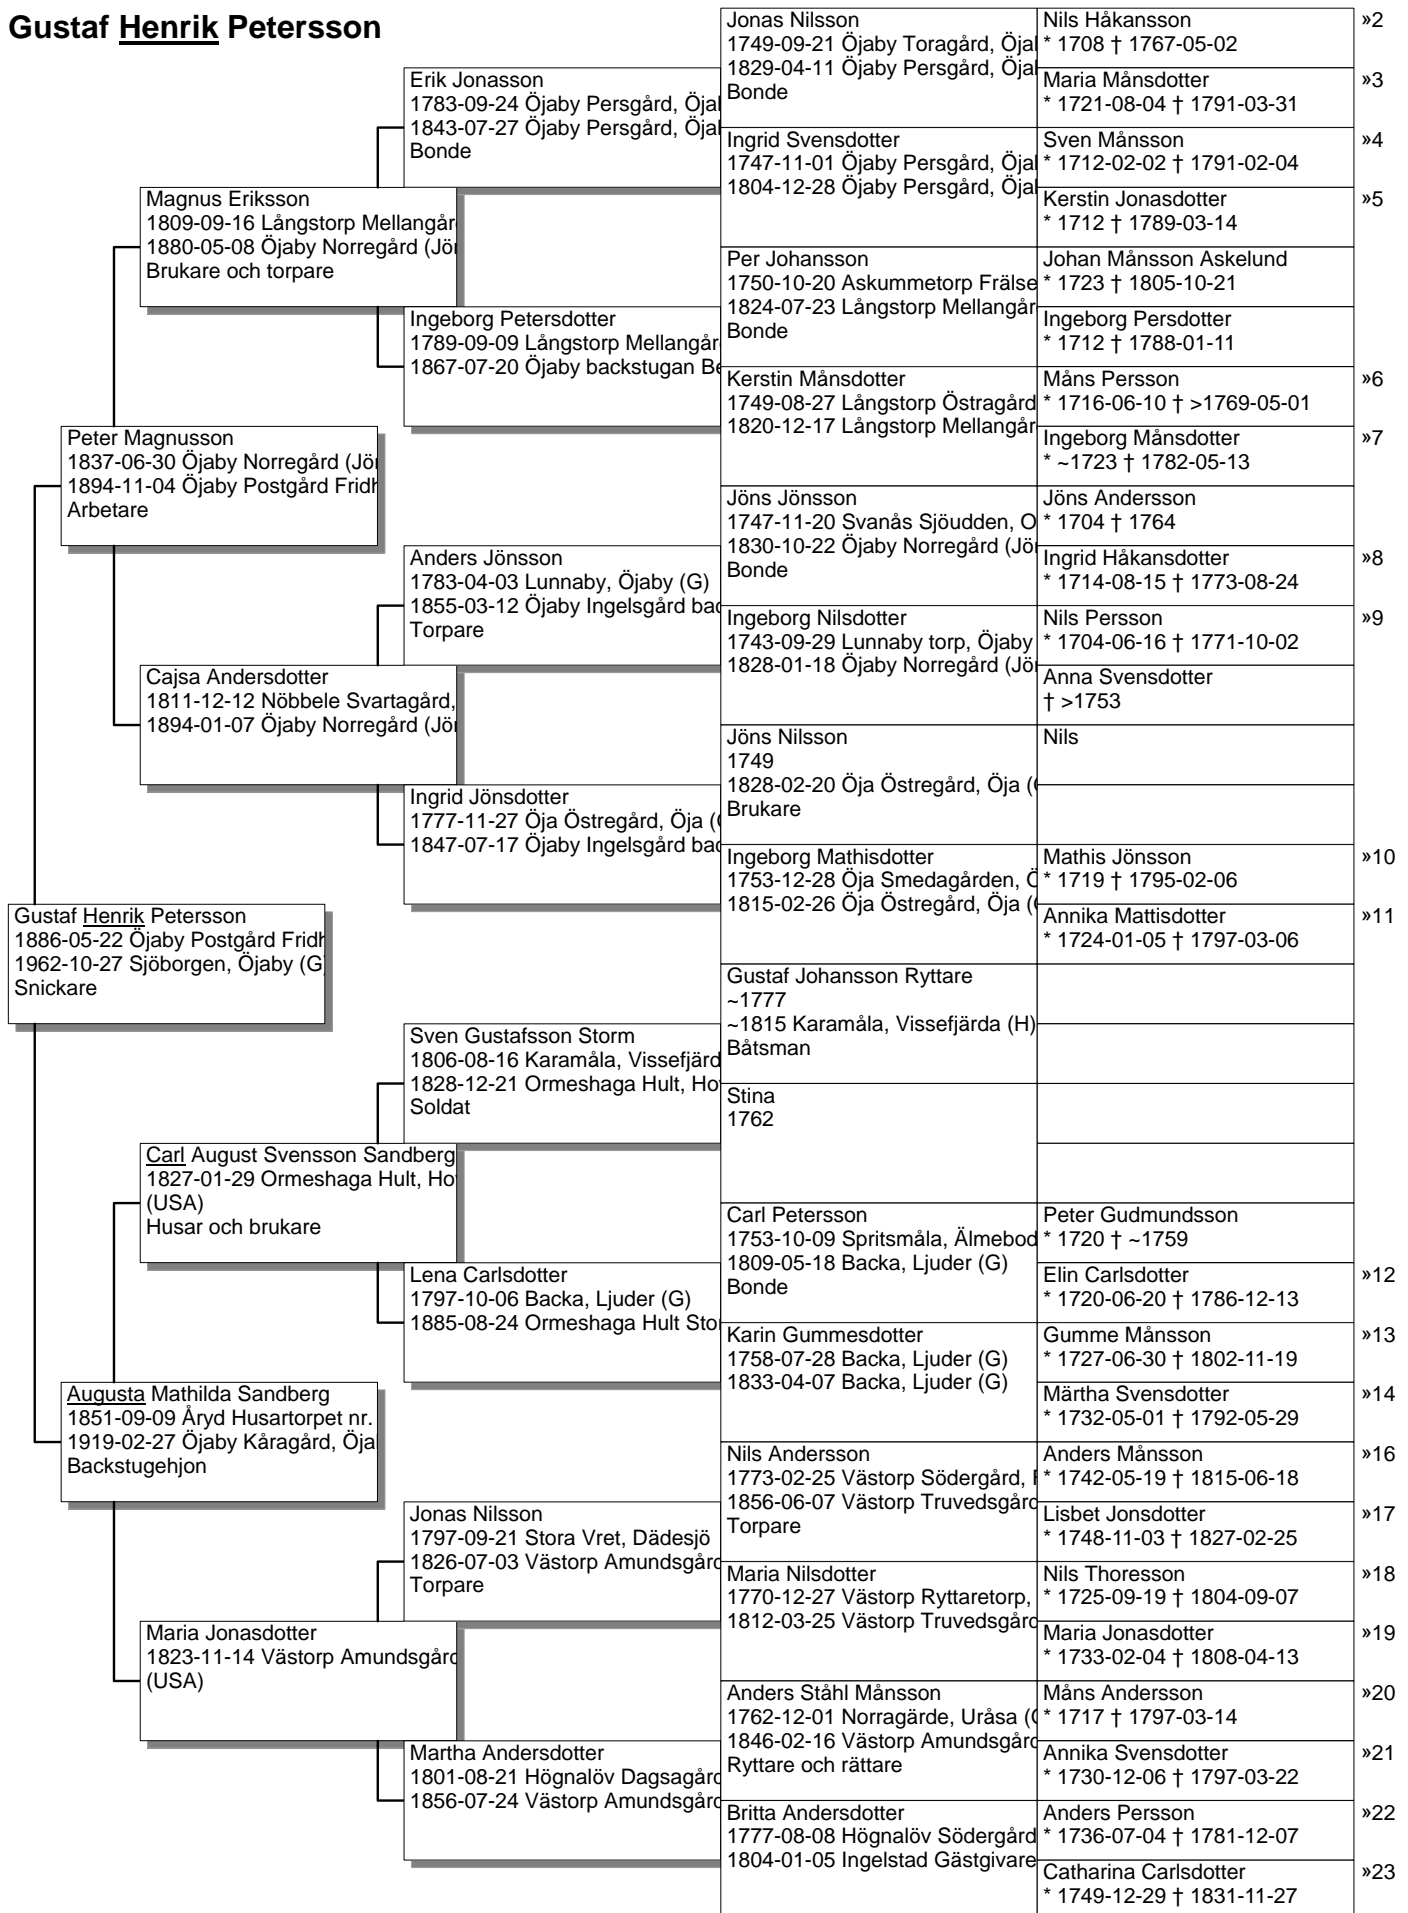 Gustaf Henrik Petersson
Gustaf Henrik Petersson
1886-05-22 Öjaby Postgård Fridh
1962-10-27 Sjöborgen, Öjaby (G)
Snickare
Peter Magnusson
1837-06-30 Öjaby Norregård (Jör
1894-11-04 Öjaby Postgård Fridh
Arbetare
Augusta Mathilda Sandberg
1851-09-09 Åryd Husartorpet nr.
1919-02-27 Öjaby Kåragård, Öja
Backstugehjon
Magnus Eriksson
1809-09-16 Långstorp Mellangår
1880-05-08 Öjaby Norregård (Jör
Brukare och torpare
Cajsa Andersdotter
1811-12-12 Nöbbele Svartagård,
1894-01-07 Öjaby Norregård (Jör
Carl August Svensson Sandberg
1827-01-29 Ormeshaga Hult, Hov
(USA)
Husar och brukare
Maria Jonasdotter
1823-11-14 Västorp Amundsgård
(USA)
Erik Jonasson
1783-09-24 Öjaby Persgård, Öjab
1843-07-27 Öjaby Persgård, Öjab
Bonde
Ingeborg Petersdotter
1789-09-09 Långstorp Mellangår
1867-07-20 Öjaby backstugan Be
Anders Jönsson
1783-04-03 Lunnaby, Öjaby (G)
1855-03-12 Öjaby Ingelsgård bac
Torpare
Ingrid Jönsdotter
1777-11-27 Öja Östregård, Öja (G
1847-07-17 Öjaby Ingelsgård bac
Sven Gustafsson Storm
1806-08-16 Karamåla, Vissefjärd
1828-12-21 Ormeshaga Hult, Hov
Soldat
Lena Carlsdotter
1797-10-06 Backa, Ljuder (G)
1885-08-24 Ormeshaga Hult Stor
Jonas Nilsson
1797-09-21 Stora Vret, Dädesjö
1826-07-03 Västorp Amundsgård
Torpare
Martha Andersdotter
1801-08-21 Högnalöv Dagsagård
1856-07-24 Västorp Amundsgård
Jonas Nilsson
1749-09-21 Öjaby Toragård, Öjab
1829-04-11 Öjaby Persgård, Öjab
Bonde
Ingrid Svensdotter
1747-11-01 Öjaby Persgård, Öjab
1804-12-28 Öjaby Persgård, Öjab
Per Johansson
1750-10-20 Askummetorp Frälse
1824-07-23 Långstorp Mellangår
Bonde
Kerstin Månsdotter
1749-08-27 Långstorp Östragård
1820-12-17 Långstorp Mellangår
Jöns Jönsson
1747-11-20 Svanås Sjöudden, O
1830-10-22 Öjaby Norregård (Jör
Bonde
Ingeborg Nilsdotter
1743-09-29 Lunnaby torp, Öjaby
1828-01-18 Öjaby Norregård (Jör
Jöns Nilsson
1749
1828-02-20 Öja Östregård, Öja (G
Brukare
Ingeborg Mathisdotter
1753-12-28 Öja Smedagården, Ö
1815-02-26 Öja Östregård, Öja (G
Gustaf Johansson Ryttare
~1777
~1815 Karamåla, Vissefjärda (H)
Båtsman
Stina
1762
Carl Petersson
1753-10-09 Spritsmåla, Älmebod
1809-05-18 Backa, Ljuder (G)
Bonde
Karin Gummesdotter
1758-07-28 Backa, Ljuder (G)
1833-04-07 Backa, Ljuder (G)
Nils Andersson
1773-02-25 Västorp Södergård, F
1856-06-07 Västorp Truvedsgård
Torpare
Maria Nilsdotter
1770-12-27 Västorp Ryttaretorp,
1812-03-25 Västorp Truvedsgård
Anders Ståhl Månsson
1762-12-01 Norragärde, Uråsa (G
1846-02-16 Västorp Amundsgård
Ryttare och rättare
Britta Andersdotter
1777-08-08 Högnalöv Södergård
1804-01-05 Ingelstad Gästgivare
Nils Håkansson »2
* 1708 † 1767-05-02
Maria Månsdotter »3
* 1721-08-04 † 1791-03-31
Sven Månsson »4
* 1712-02-02 † 1791-02-04
Kerstin Jonasdotter »5
* 1712 † 1789-03-14
Johan Månsson Askelund
* 1723 † 1805-10-21
Ingeborg Persdotter
* 1712 † 1788-01-11
Måns Persson »6
* 1716-06-10 † >1769-05-01
Ingeborg Månsdotter »7
* ~1723 † 1782-05-13
Jöns Andersson
* 1704 † 1764
Ingrid Håkansdotter »8
* 1714-08-15 † 1773-08-24
Nils Persson »9
* 1704-06-16 † 1771-10-02
Anna Svensdotter
† >1753
Nils
Mathis Jönsson »10
* 1719 † 1795-02-06
Annika Mattisdotter »11
* 1724-01-05 † 1797-03-06
Peter Gudmundsson
* 1720 † ~1759
Elin Carlsdotter »12
* 1720-06-20 † 1786-12-13
Gumme Månsson »13
* 1727-06-30 † 1802-11-19
Märtha Svensdotter »14
* 1732-05-01 † 1792-05-29
Anders Månsson »16
* 1742-05-19 † 1815-06-18
Lisbet Jonsdotter »17
* 1748-11-03 † 1827-02-25
Nils Thoresson »18
* 1725-09-19 † 1804-09-07
Maria Jonasdotter »19
* 1733-02-04 † 1808-04-13
Måns Andersson »20
* 1717 † 1797-03-14
Annika Svensdotter »21
* 1730-12-06 † 1797-03-22
Anders Persson »22
* 1736-07-04 † 1781-12-07
Catharina Carlsdotter »23
* 1749-12-29 † 1831-11-27